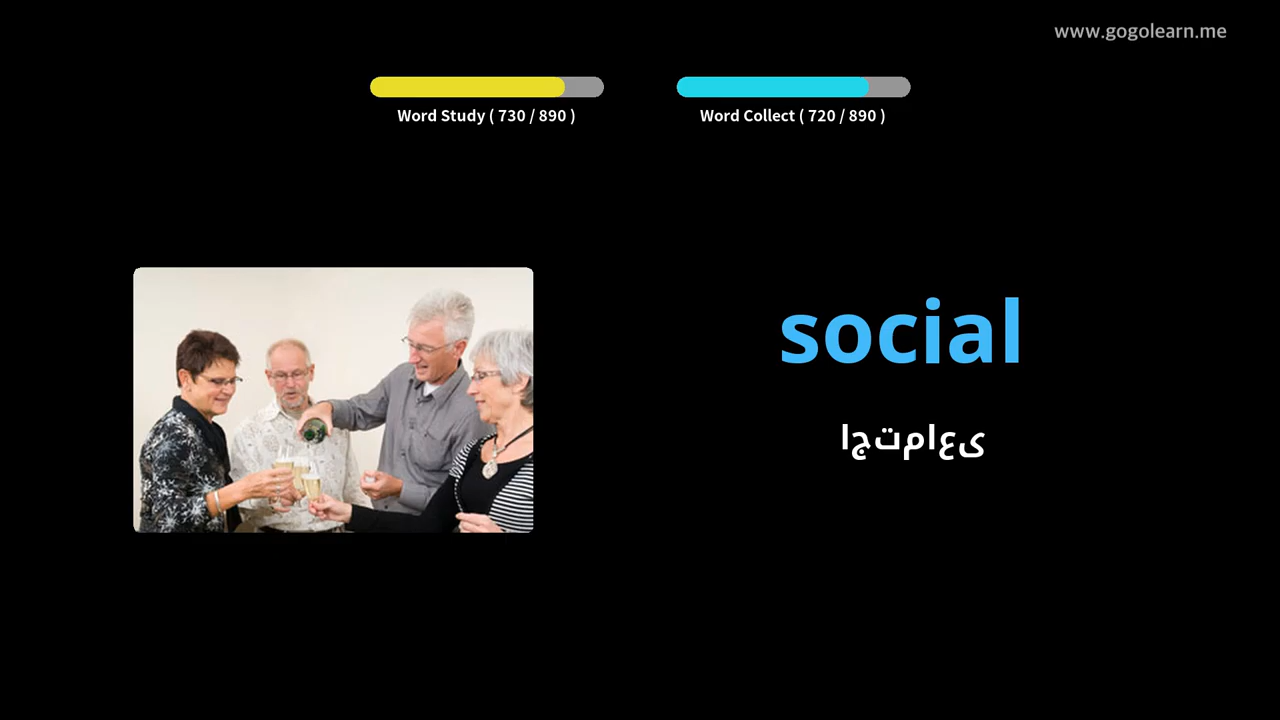 www.gogolearn.me
Word Study ( 730 / 890 )
Word Collect ( 720 / 890 )
social
اجتماعی